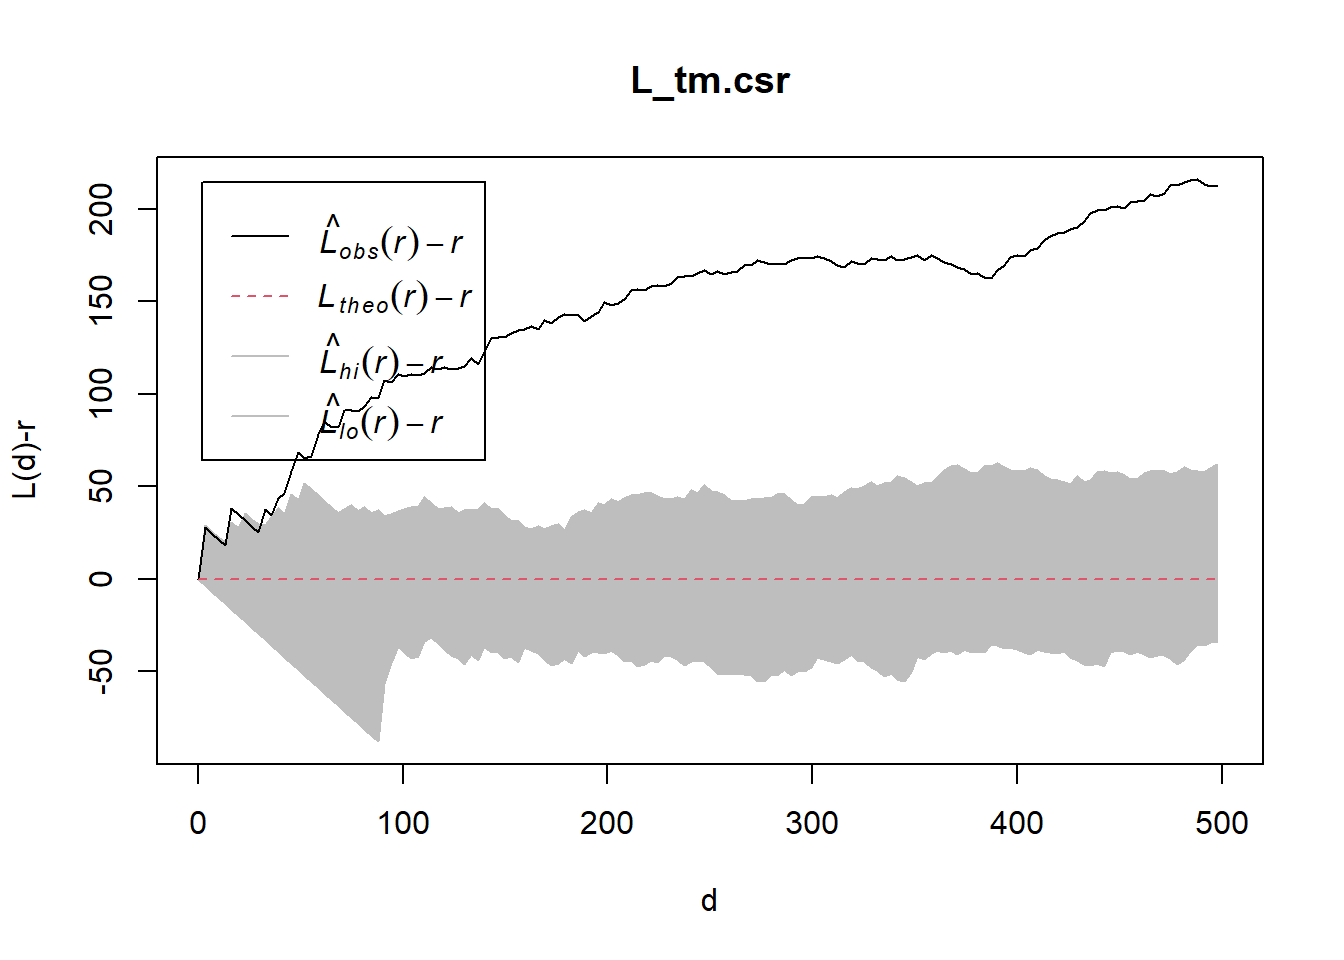 L_tm.csr
L̂obs(r) – r
Ltheo(r) – r
L̂hi(r) – r
L̂lo(r) – r
L(d)-r
200
150
100
50
0
-50
0 100 200 300 400 500
d